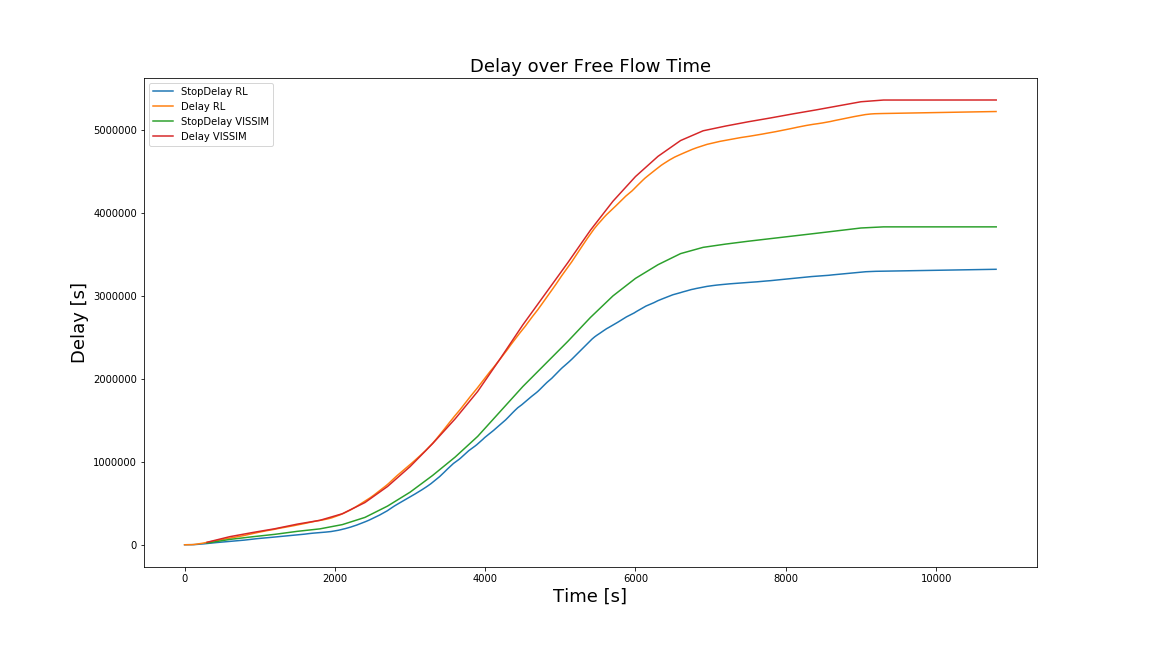 Delay over Free Flow Time
StopDelay RL
Delay RL
StopDelay VISSIM
Delay VISSIM
Delay [s]
5000000
4000000
3000000
2000000
1000000
0
0 2000 4000 6000 8000 10000
Time [s]